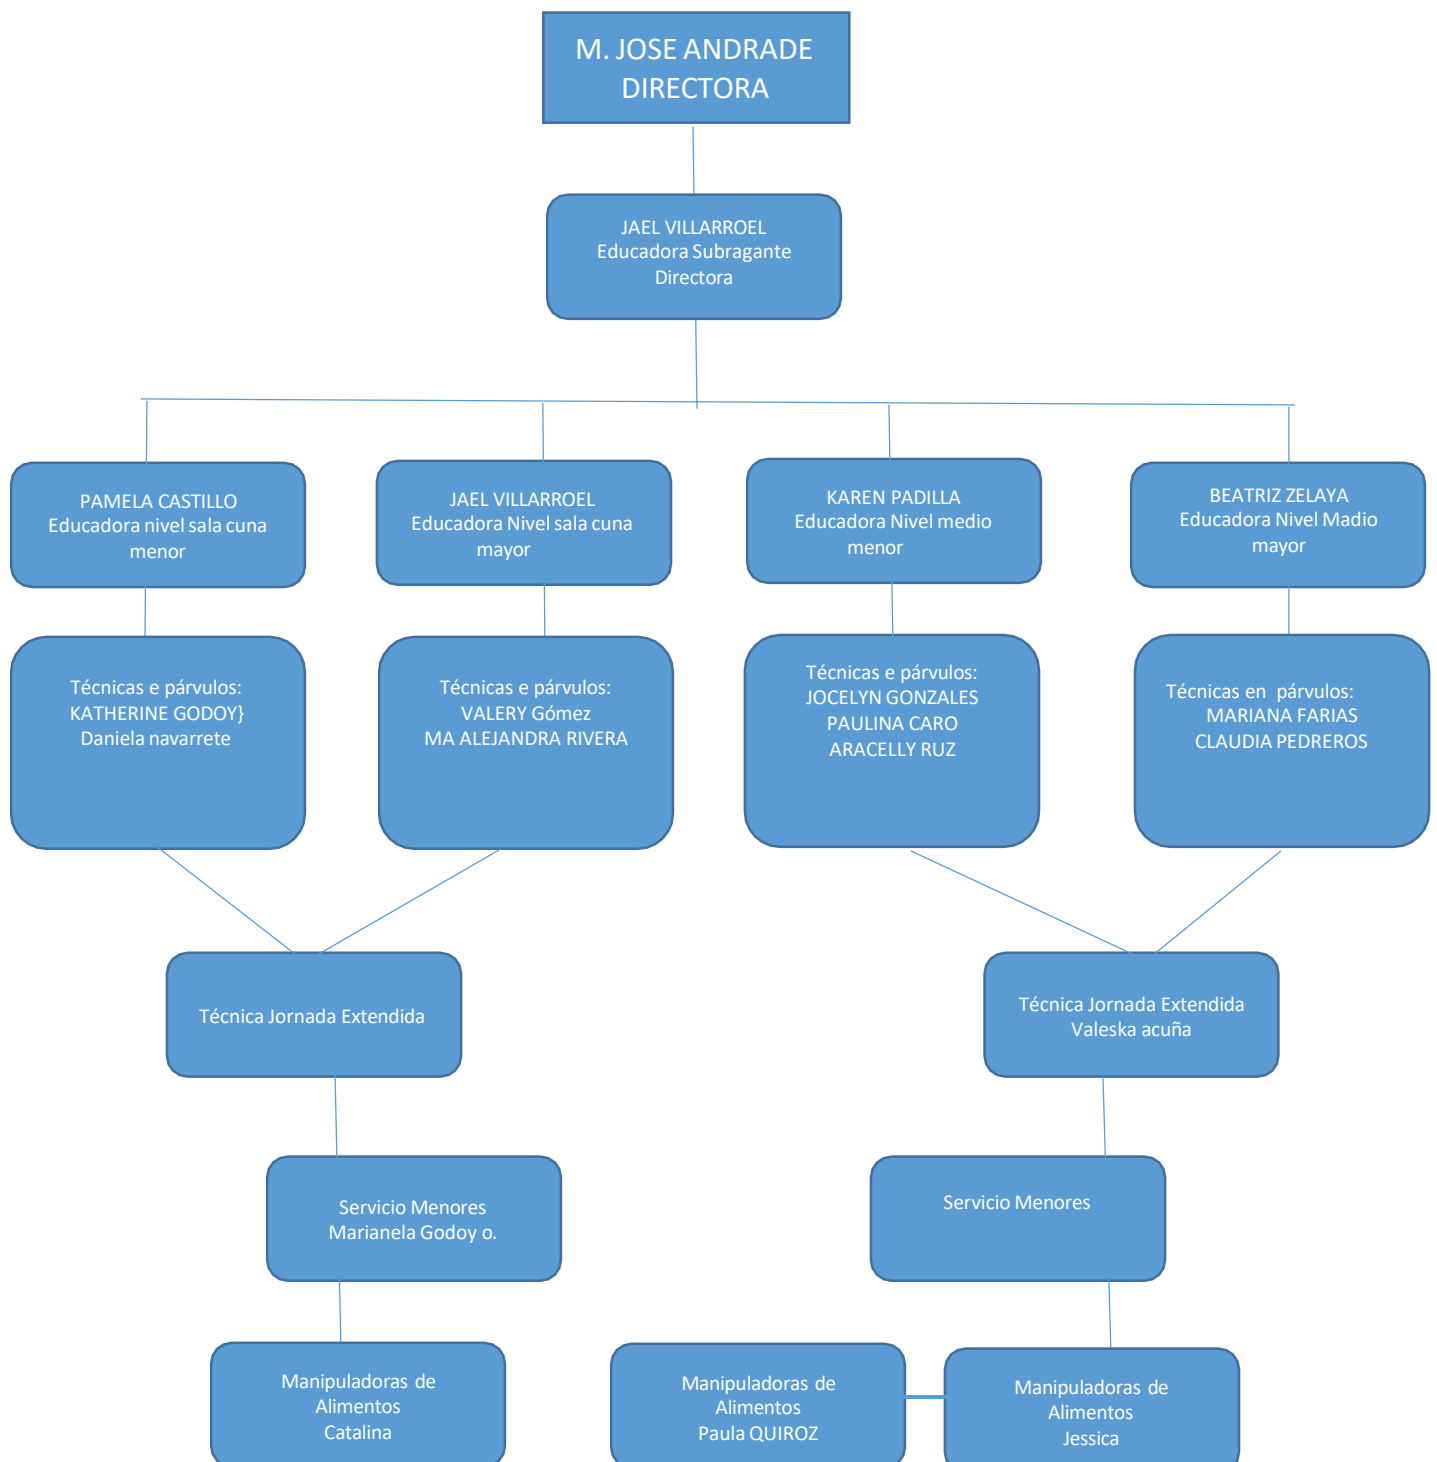 M. JOSE ANDRADE
DIRECTORA
JAEL VILLARROEL
Educadora Subragante
Directora
PAMELA CASTILLO
Educadora nivel sala cuna
menor
JAEL VILLARROEL
Educadora Nivel sala cuna
mayor
KAREN PADILLA
Educadora Nivel medio
menor
BEATRIZ ZELAYA
Educadora Nivel Madio
mayor
Técnicas e párvulos:
KATHERINE GODOY}
Daniela navarrete
Técnicas e párvulos:
VALERY Gómez
MA ALEJANDRA RIVERA
Técnicas e párvulos:
JOCELYN GONZALES
PAULINA CARO
ARACELLY RUZ
Técnicas en párvulos:
MARIANA FARIAS
CLAUDIA PEDREROS
Técnica Jornada Extendida
Técnica Jornada Extendida
Valeska acuña
Servicio Menores
Marianela Godoy o.
Servicio Menores
Manipuladoras de
Alimentos
Catalina
Manipuladoras de
Alimentos
Paula QUIROZ
Manipuladoras de
Alimentos
Jessica